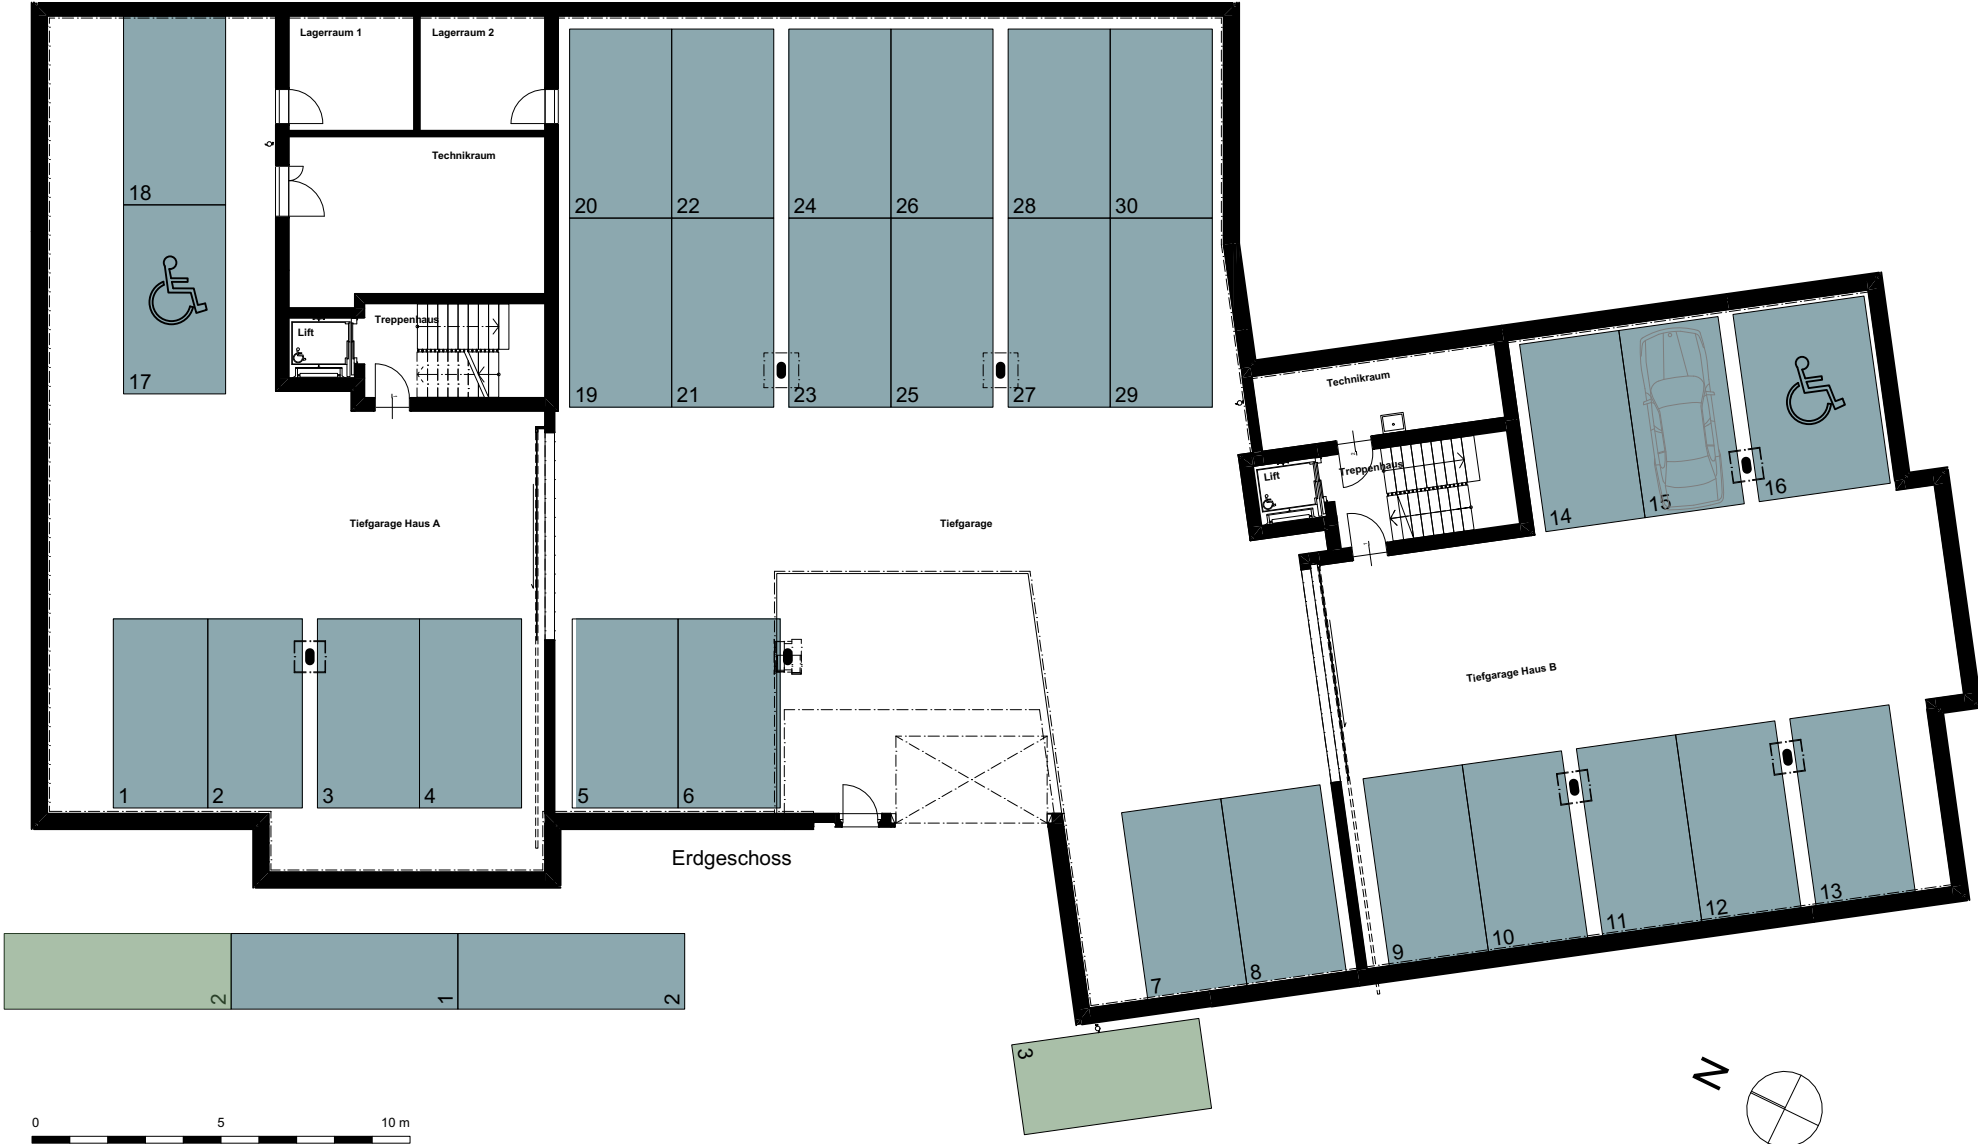 Lagerraum 1
Lagerraum 2
Technikraum
18
17
Lift
Treppenhaus
20
22
24
26
28
30
19
21
23
25
27
29
Technikraum
Lift
Treppenhaus
14
15
16
Tiefgarage Haus A
Tiefgarage
Tiefgarage Haus B
1
2
3
4
5
6
7
8
9
10
11
12
13
Erdgeschoss
2
1
2
3
N
0
5
10 m